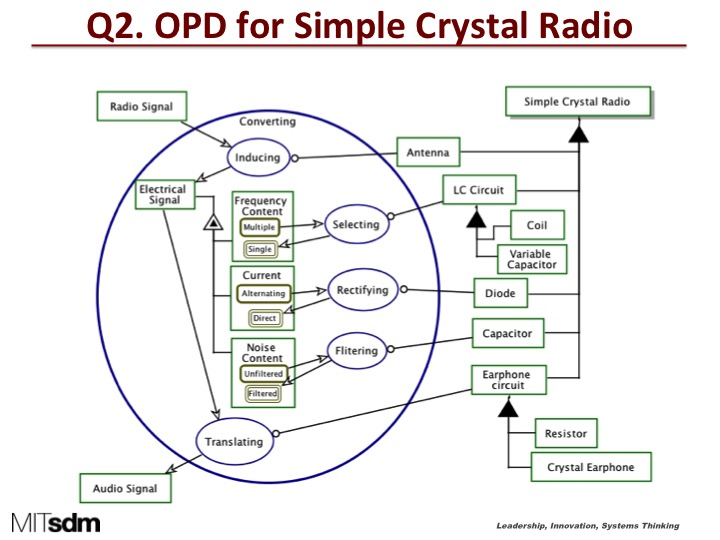 Q2. OPD for Simple Crystal Radio
Radio Signal
Converting
Simple Crystal Radio
Inducing
Antenna
Electrical
Signal
LC Circuit
Frequency
Content
Multiple
Single
Selecting
Coil
Variable
Capacitor
Current
Alternating
Direct
Rectifying
Diode
Noise
Content
Unfiltered
Filtered
Flitering
Capacitor
Earphone
circuit
Translating
Resistor
Crystal Earphone
Audio Signal
MITsdm
Leadership, Innovation, Systems Thinking